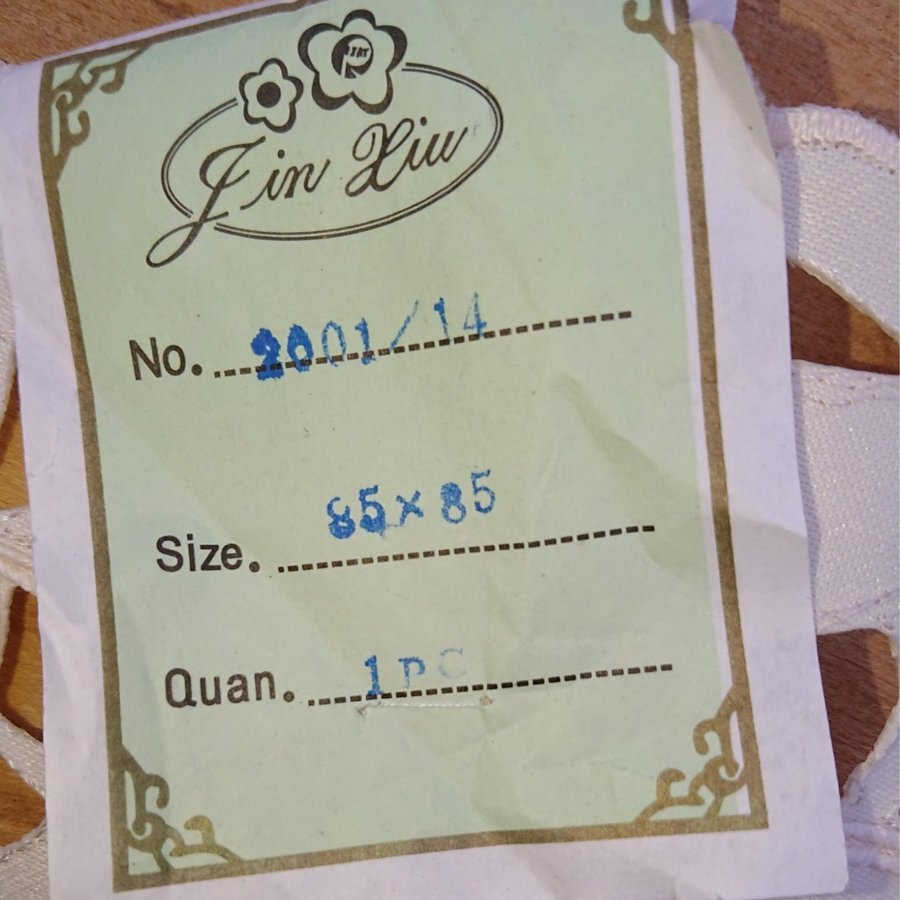 Jin Xiu
No. 2001/14
Size. 85×85
Quan. 1PC